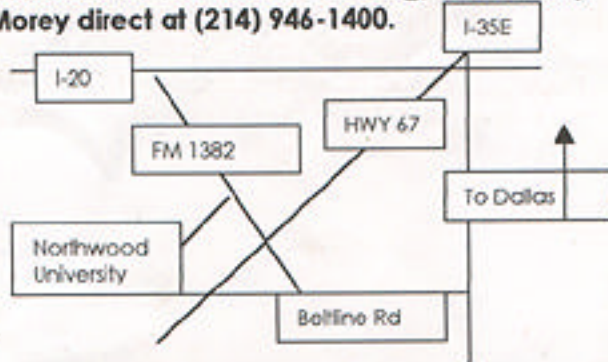 Morey direct at (214) 946-1400.
I-35E
I-20
HWY 67
FM 1382
To Dallas
Northwood
University
Beltline Rd